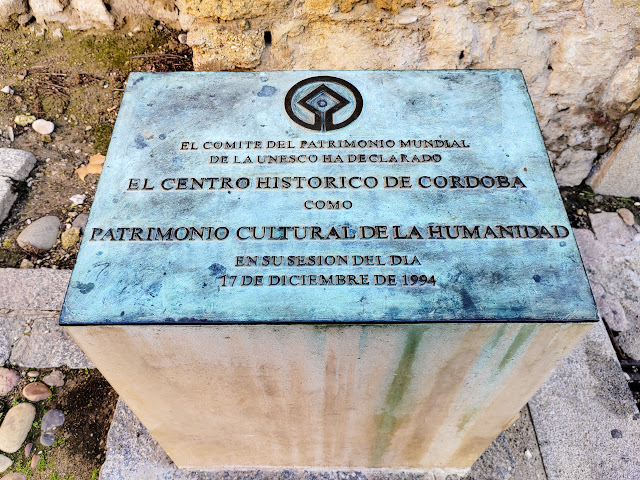 EL COMITE DEL PATRIMONIO MUNDIAL
DE LA UNESCO HA DECLARADO
EL CENTRO HISTORICO DE CORDOBA
COMO
PATRIMONIO CULTURAL DE LA HUMANIDAD
EN SU SESION DEL DIA
17 DE DICIEMBRE DE 1994